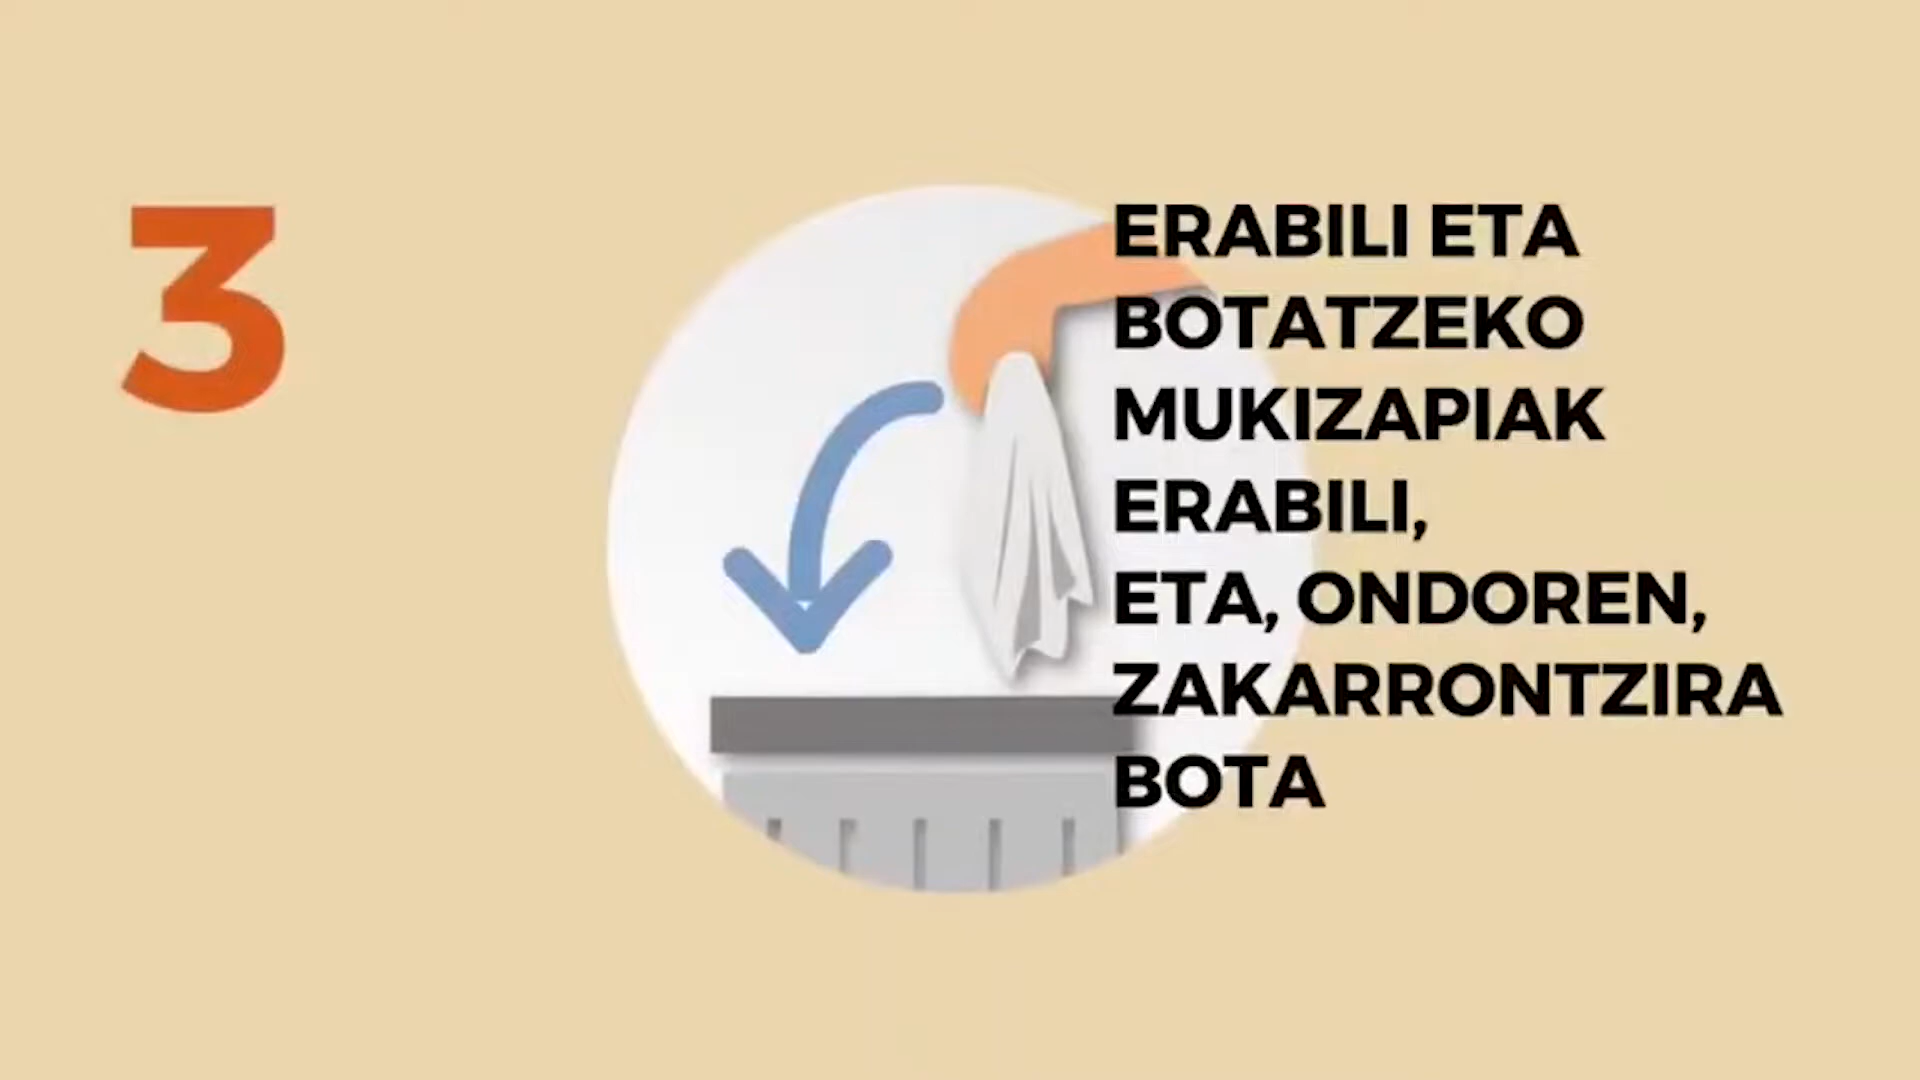 3
ERABILI ETA
BOTATZEKO
MUKIZAPIAK
ERABILI,
ETA, ONDOREN,
ZAKARRONTZIRA
BOTA